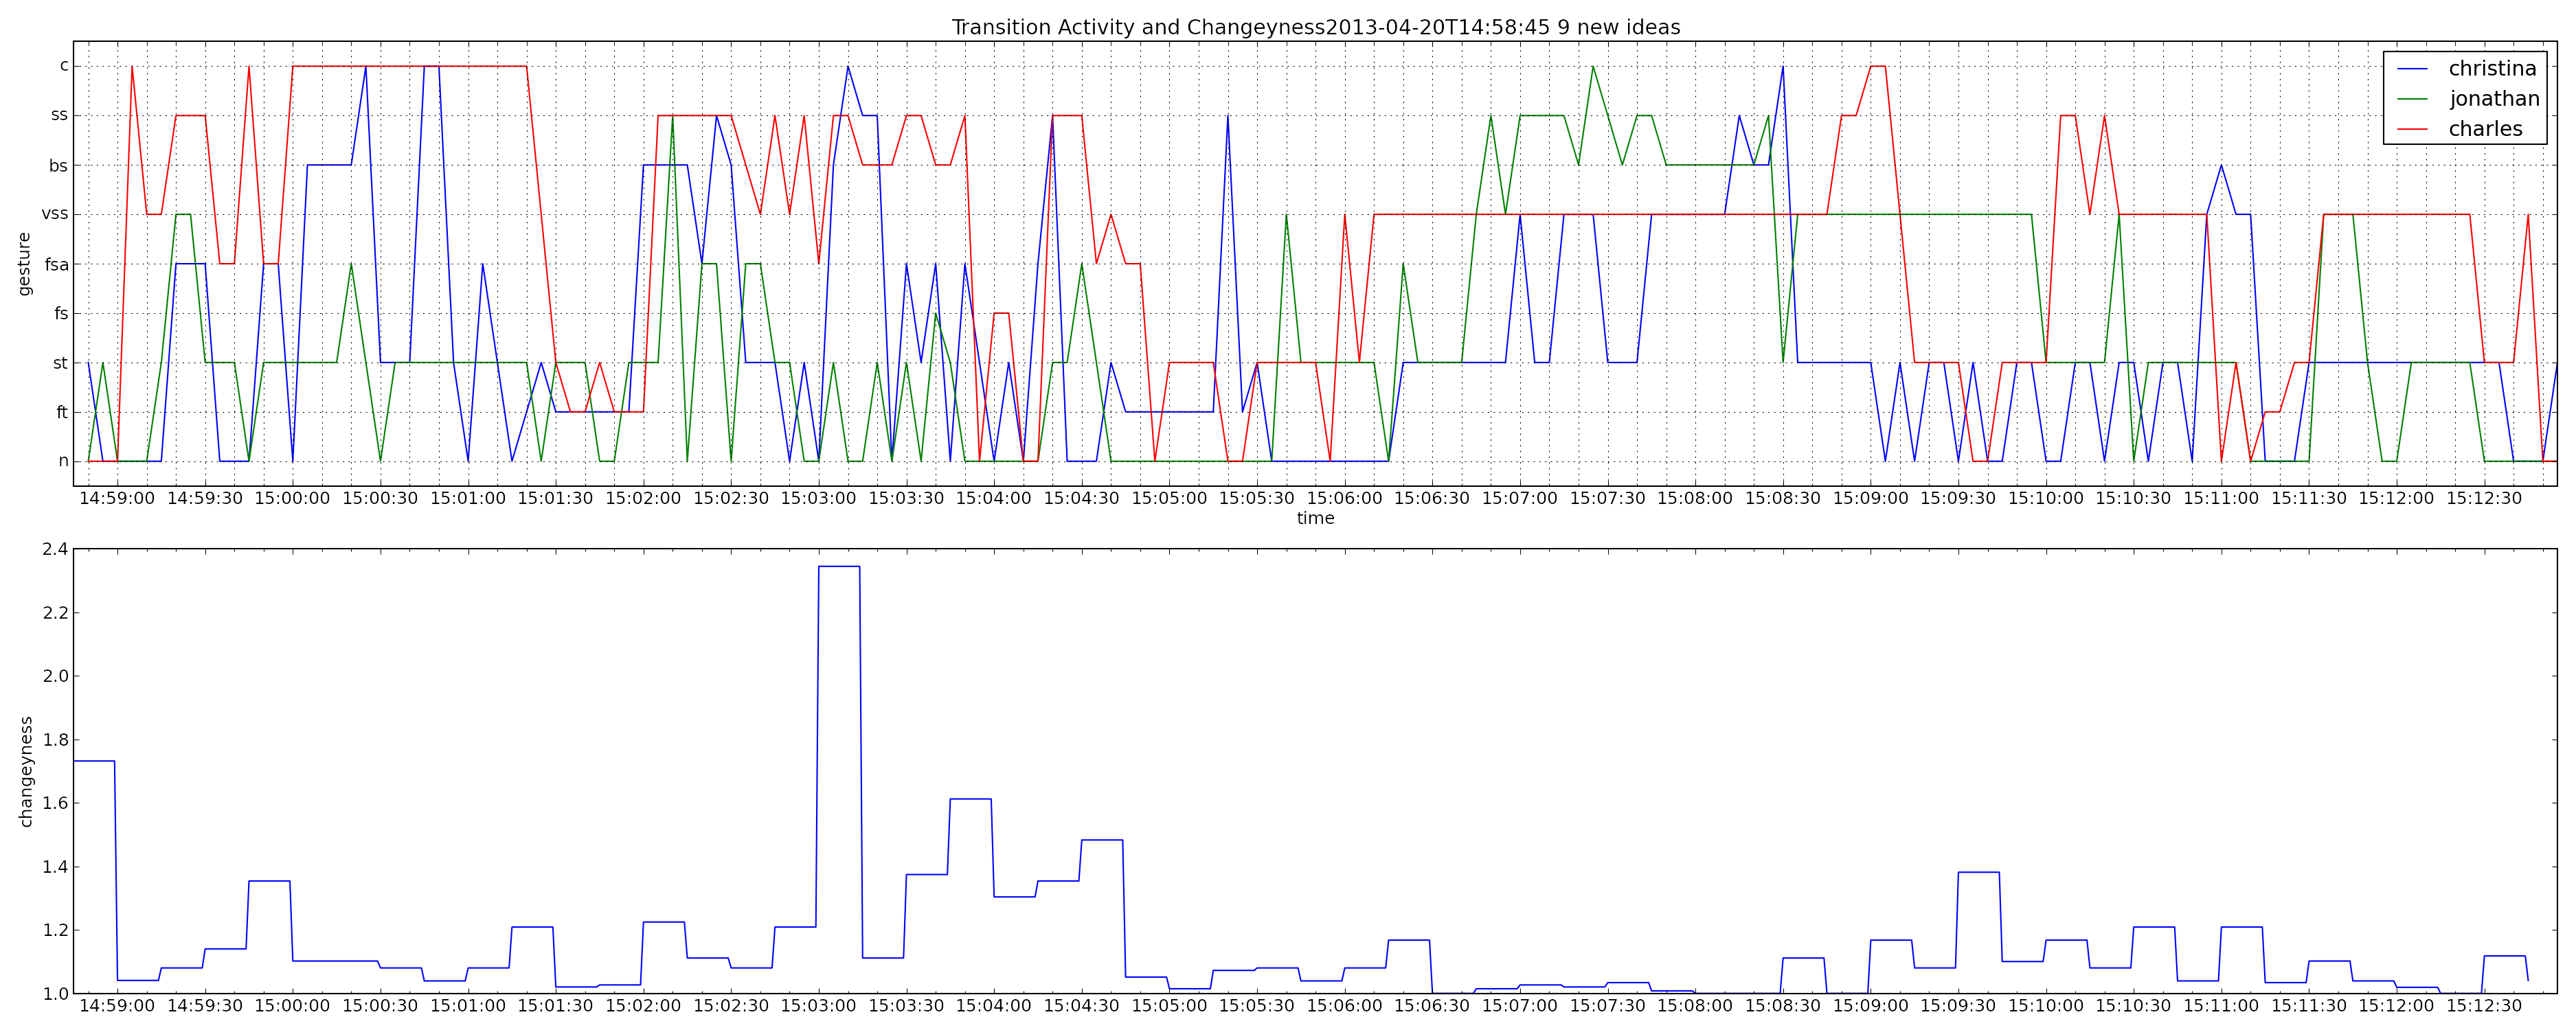 Transition Activity and Changeyness2013-04-20T14:58:45 9 new ideas
c
ss
bs
vss
fsa
fs
st
ft
n
gesture
christina
jonathan
charles
14:59:00 14:59:30 15:00:00 15:00:30 15:01:00 15:01:30 15:02:00 15:02:30 15:03:00 15:03:30 15:04:00 15:04:30 15:05:00 15:05:30 15:06:00 15:06:30 15:07:00 15:07:30 15:08:00 15:08:30 15:09:00 15:09:30 15:10:00 15:10:30 15:11:00 15:11:30 15:12:00 15:12:30
time
2.4
2.2
2.0
1.8
1.6
1.4
1.2
1.0
changeyness
14:59:00 14:59:30 15:00:00 15:00:30 15:01:00 15:01:30 15:02:00 15:02:30 15:03:00 15:03:30 15:04:00 15:04:30 15:05:00 15:05:30 15:06:00 15:06:30 15:07:00 15:07:30 15:08:00 15:08:30 15:09:00 15:09:30 15:10:00 15:10:30 15:11:00 15:11:30 15:12:00 15:12:30